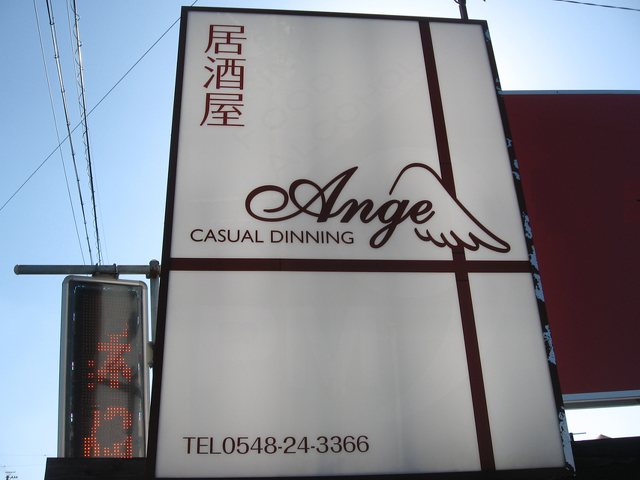 居酒屋
Ange
CASUAL DINNING
TEL0548-24-3366